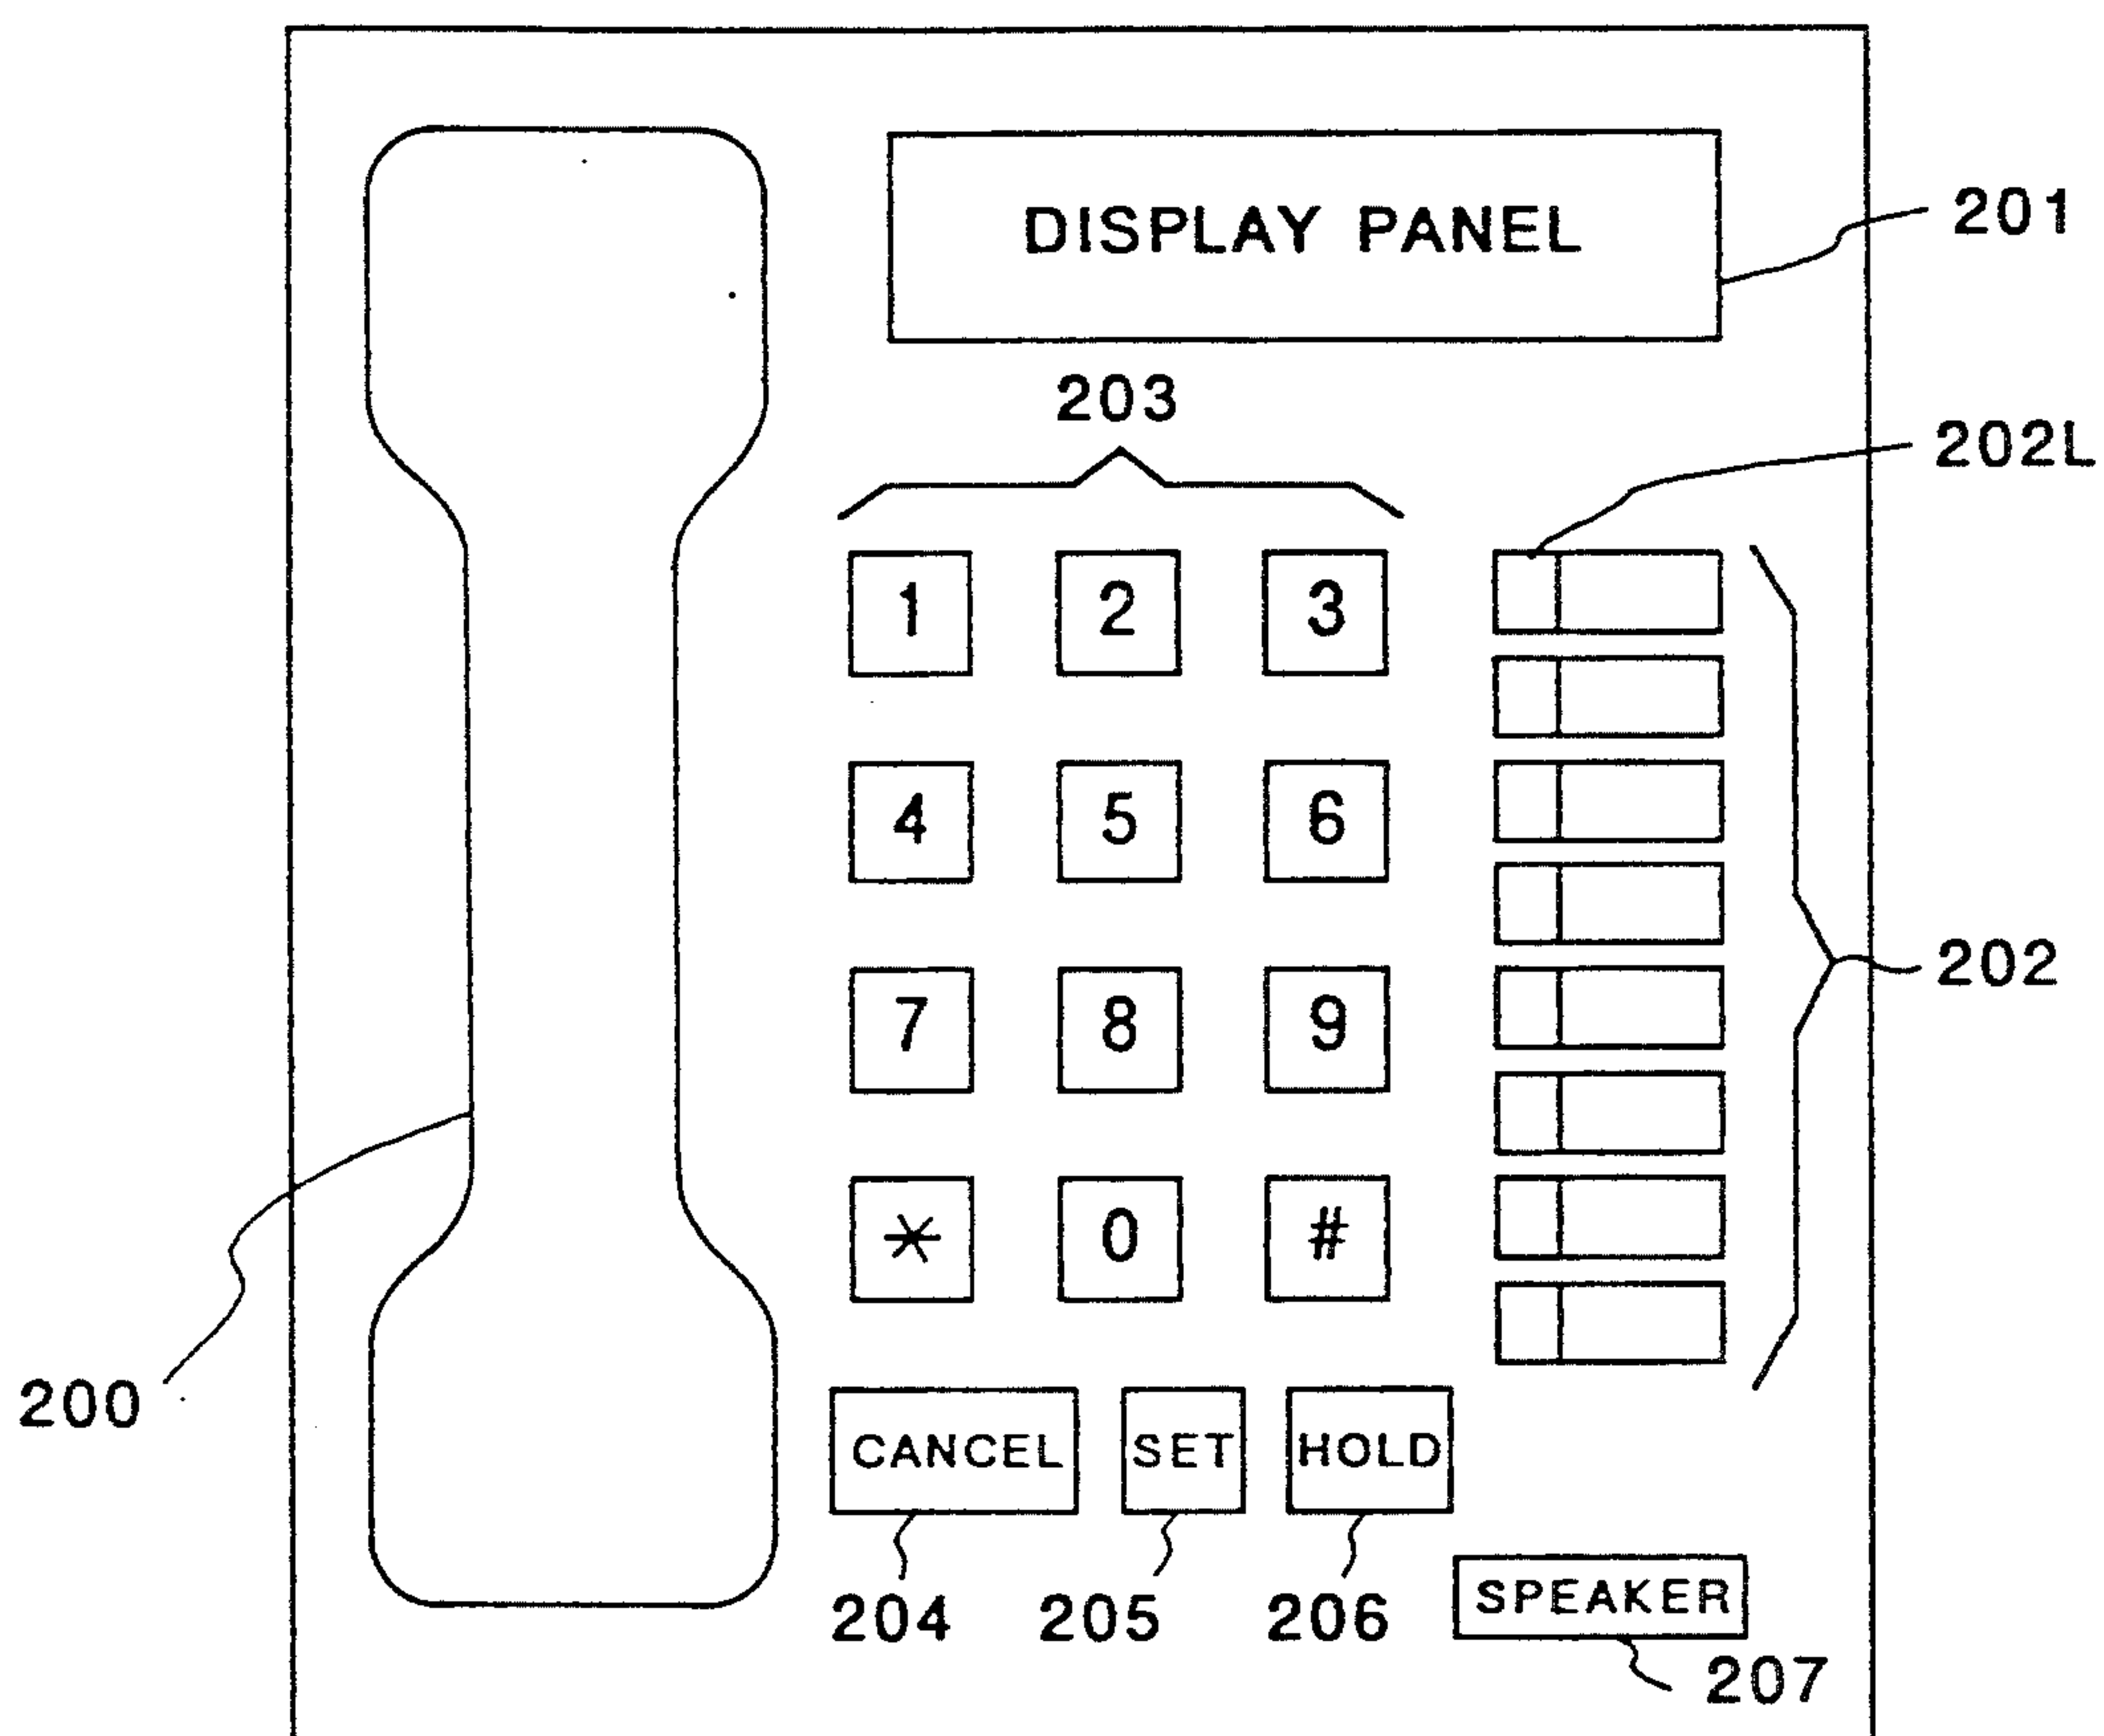 DISPLAY PANEL
201
203
202L
1 2 3
4 5 6
202
7 8 9
* 0 #
200
CANCEL SET HOLD
204 205 206
SPEAKER
207